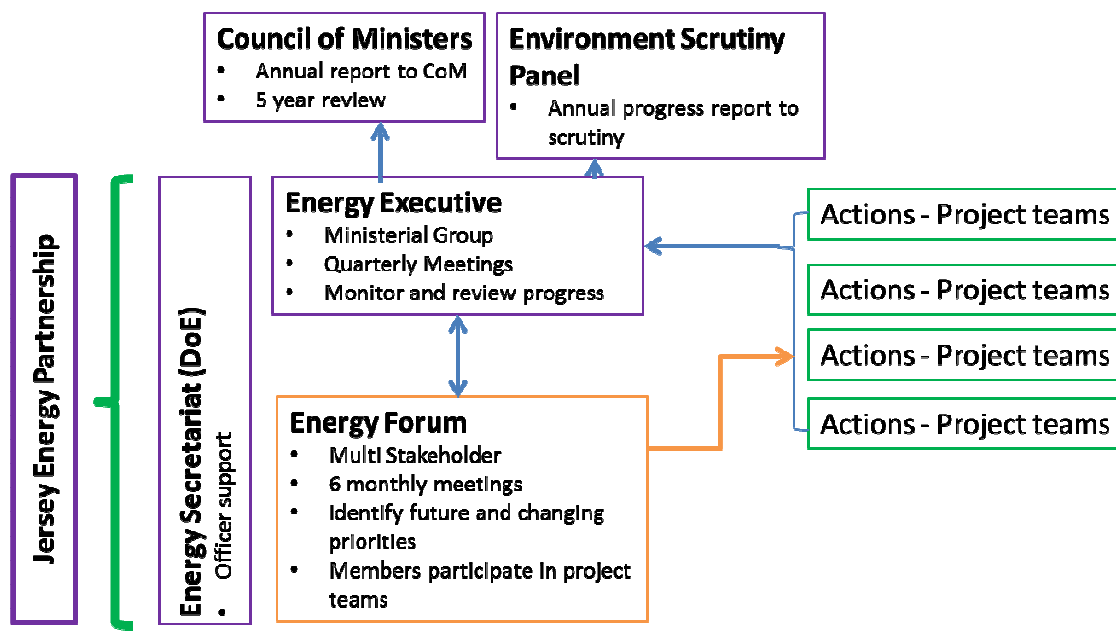 Council of Ministers
• Annual report to CoM
• 5 year review
Environment Scrutiny
Panel
• Annual progress report to
scrutiny
Jersey Energy Partnership
Energy Secretariat (DoE)
• Officer support
Energy Executive
• Ministerial Group
• Quarterly Meetings
• Monitor and review progress
Energy Forum
• Multi Stakeholder
• 6 monthly meetings
• Identify future and changing
priorities
• Members participate in project
teams
Actions - Project teams
Actions - Project teams
Actions - Project teams
Actions - Project teams